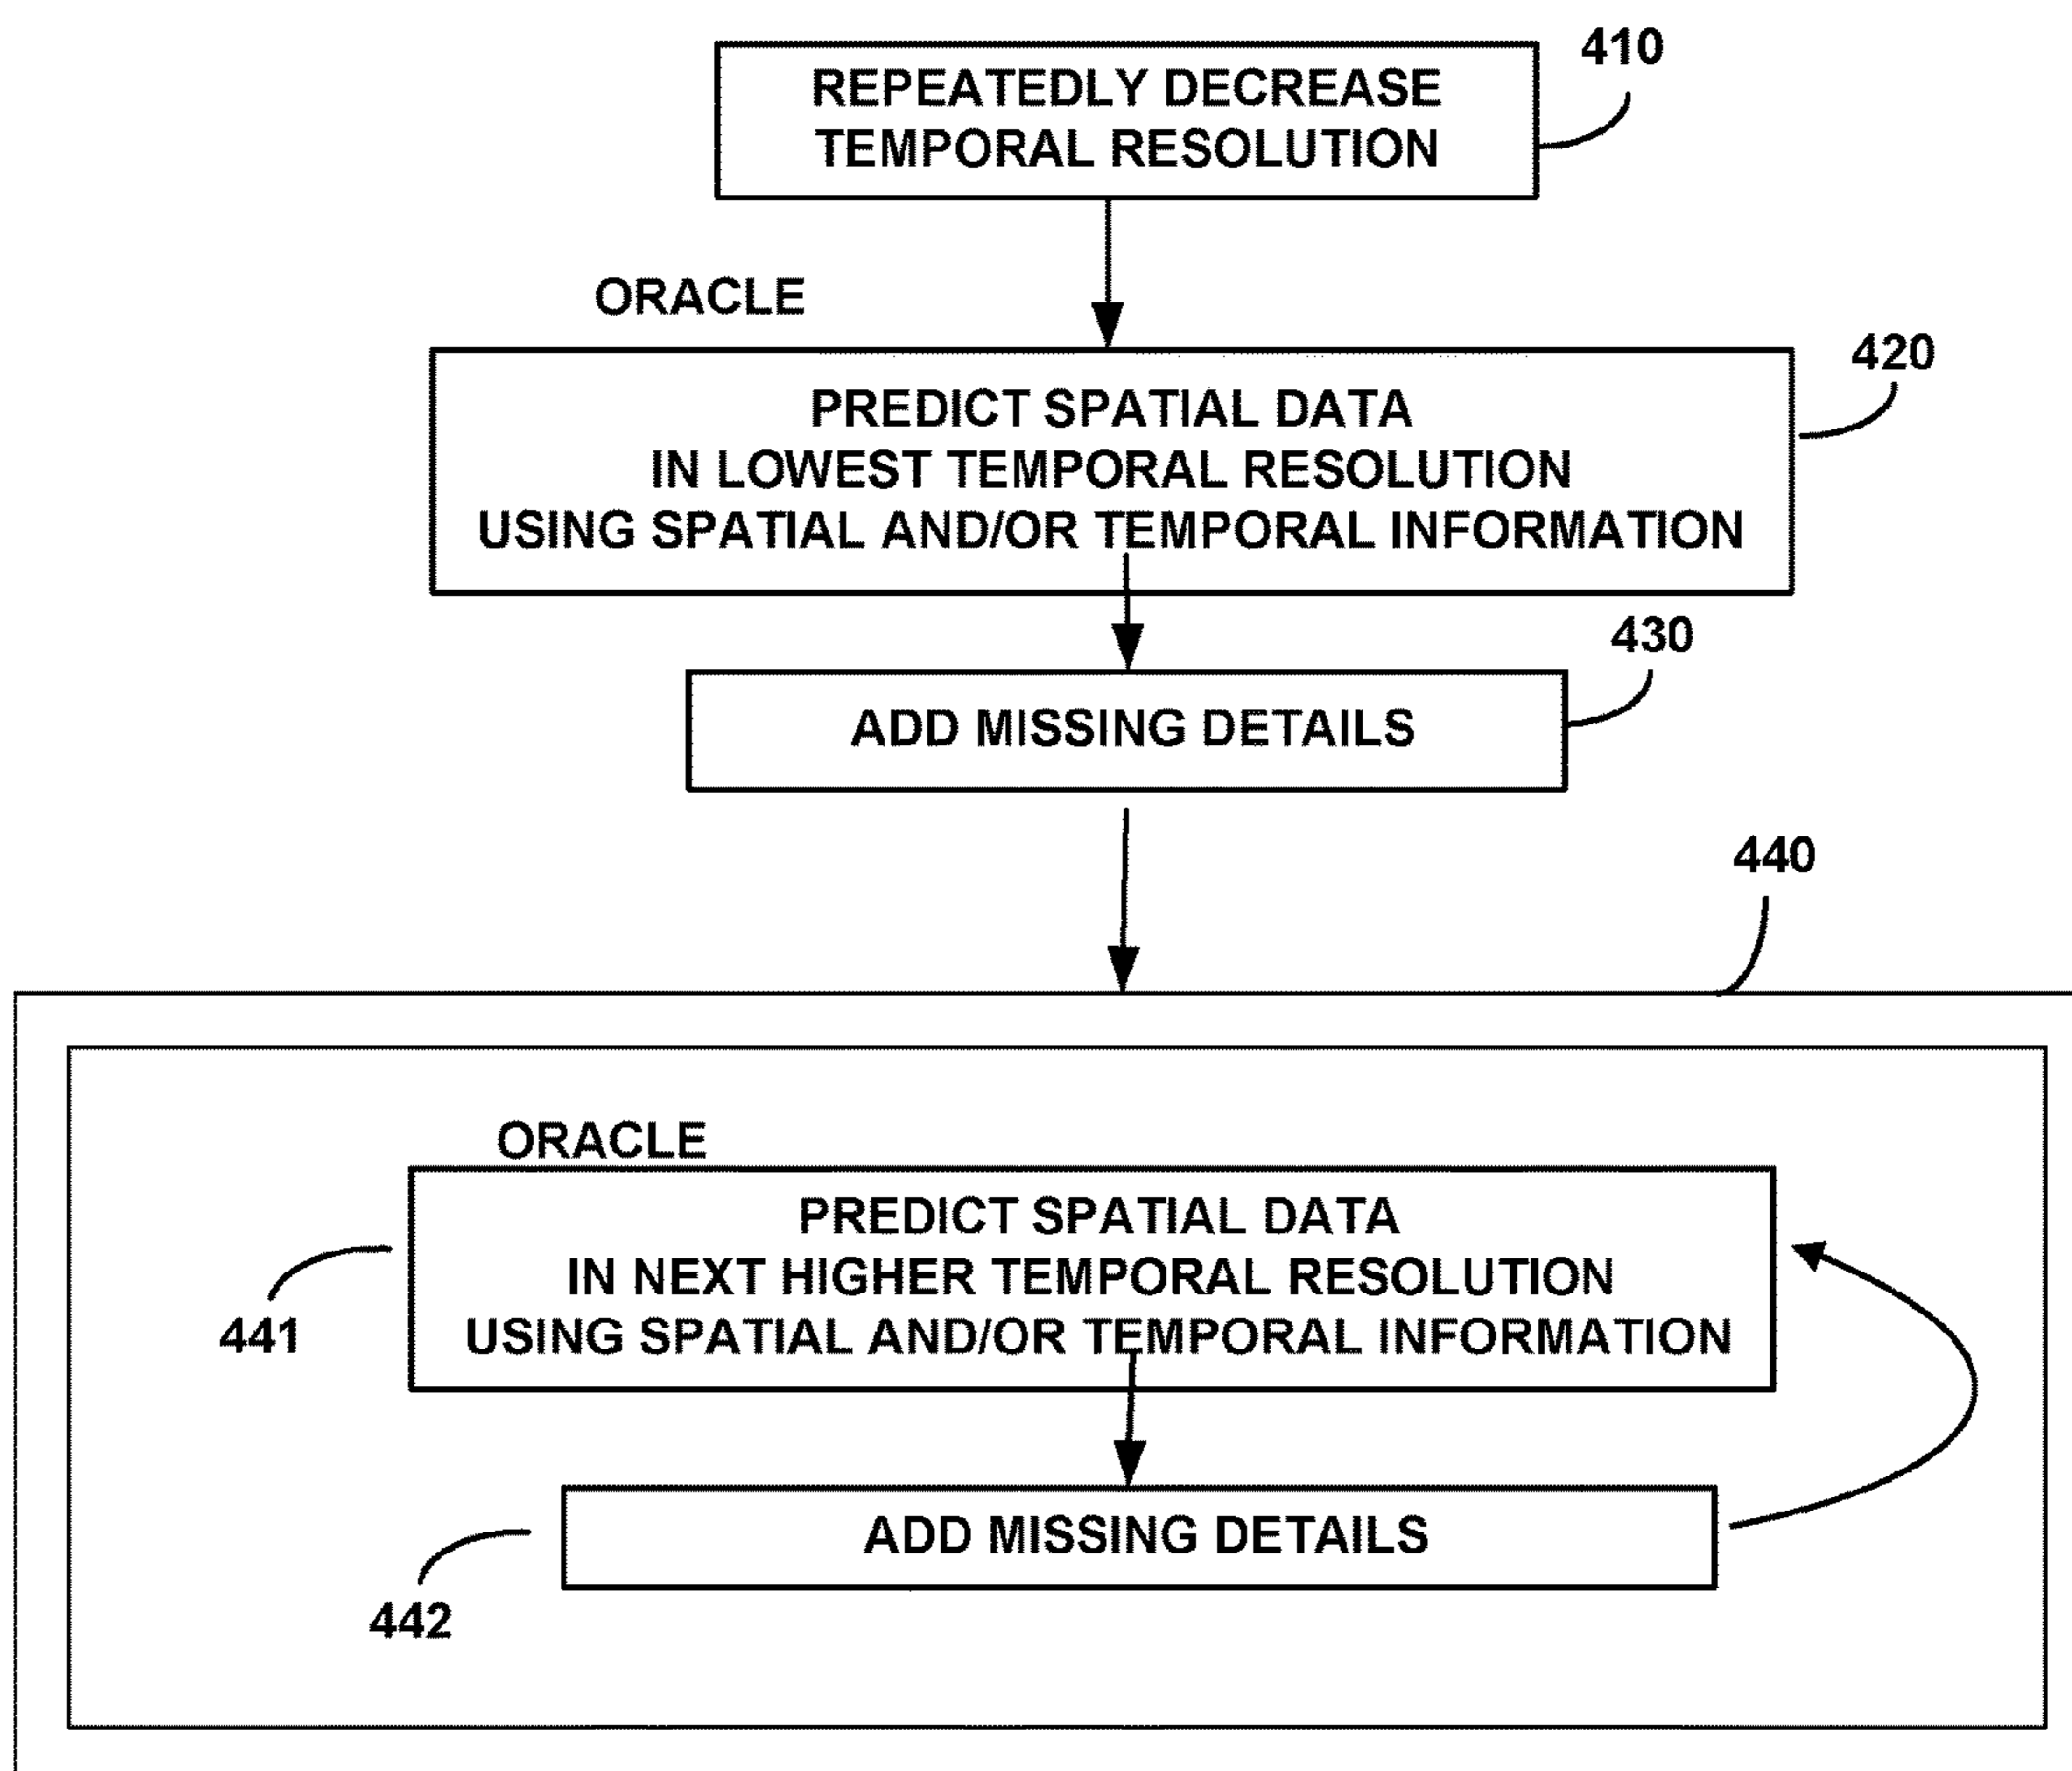 410
REPEATEDLY DECREASE
TEMPORAL RESOLUTION
ORACLE
420
PREDICT SPATIAL DATA
IN LOWEST TEMPORAL RESOLUTION
USING SPATIAL AND/OR TEMPORAL INFORMATION
430
ADD MISSING DETAILS
440
ORACLE
PREDICT SPATIAL DATA
IN NEXT HIGHER TEMPORAL RESOLUTION
USING SPATIAL AND/OR TEMPORAL INFORMATION
441
ADD MISSING DETAILS
442